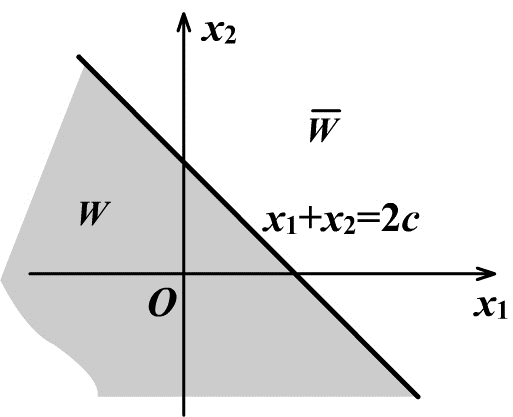 x₂
W̅
W
x₁+x₂=2c
O
x₁